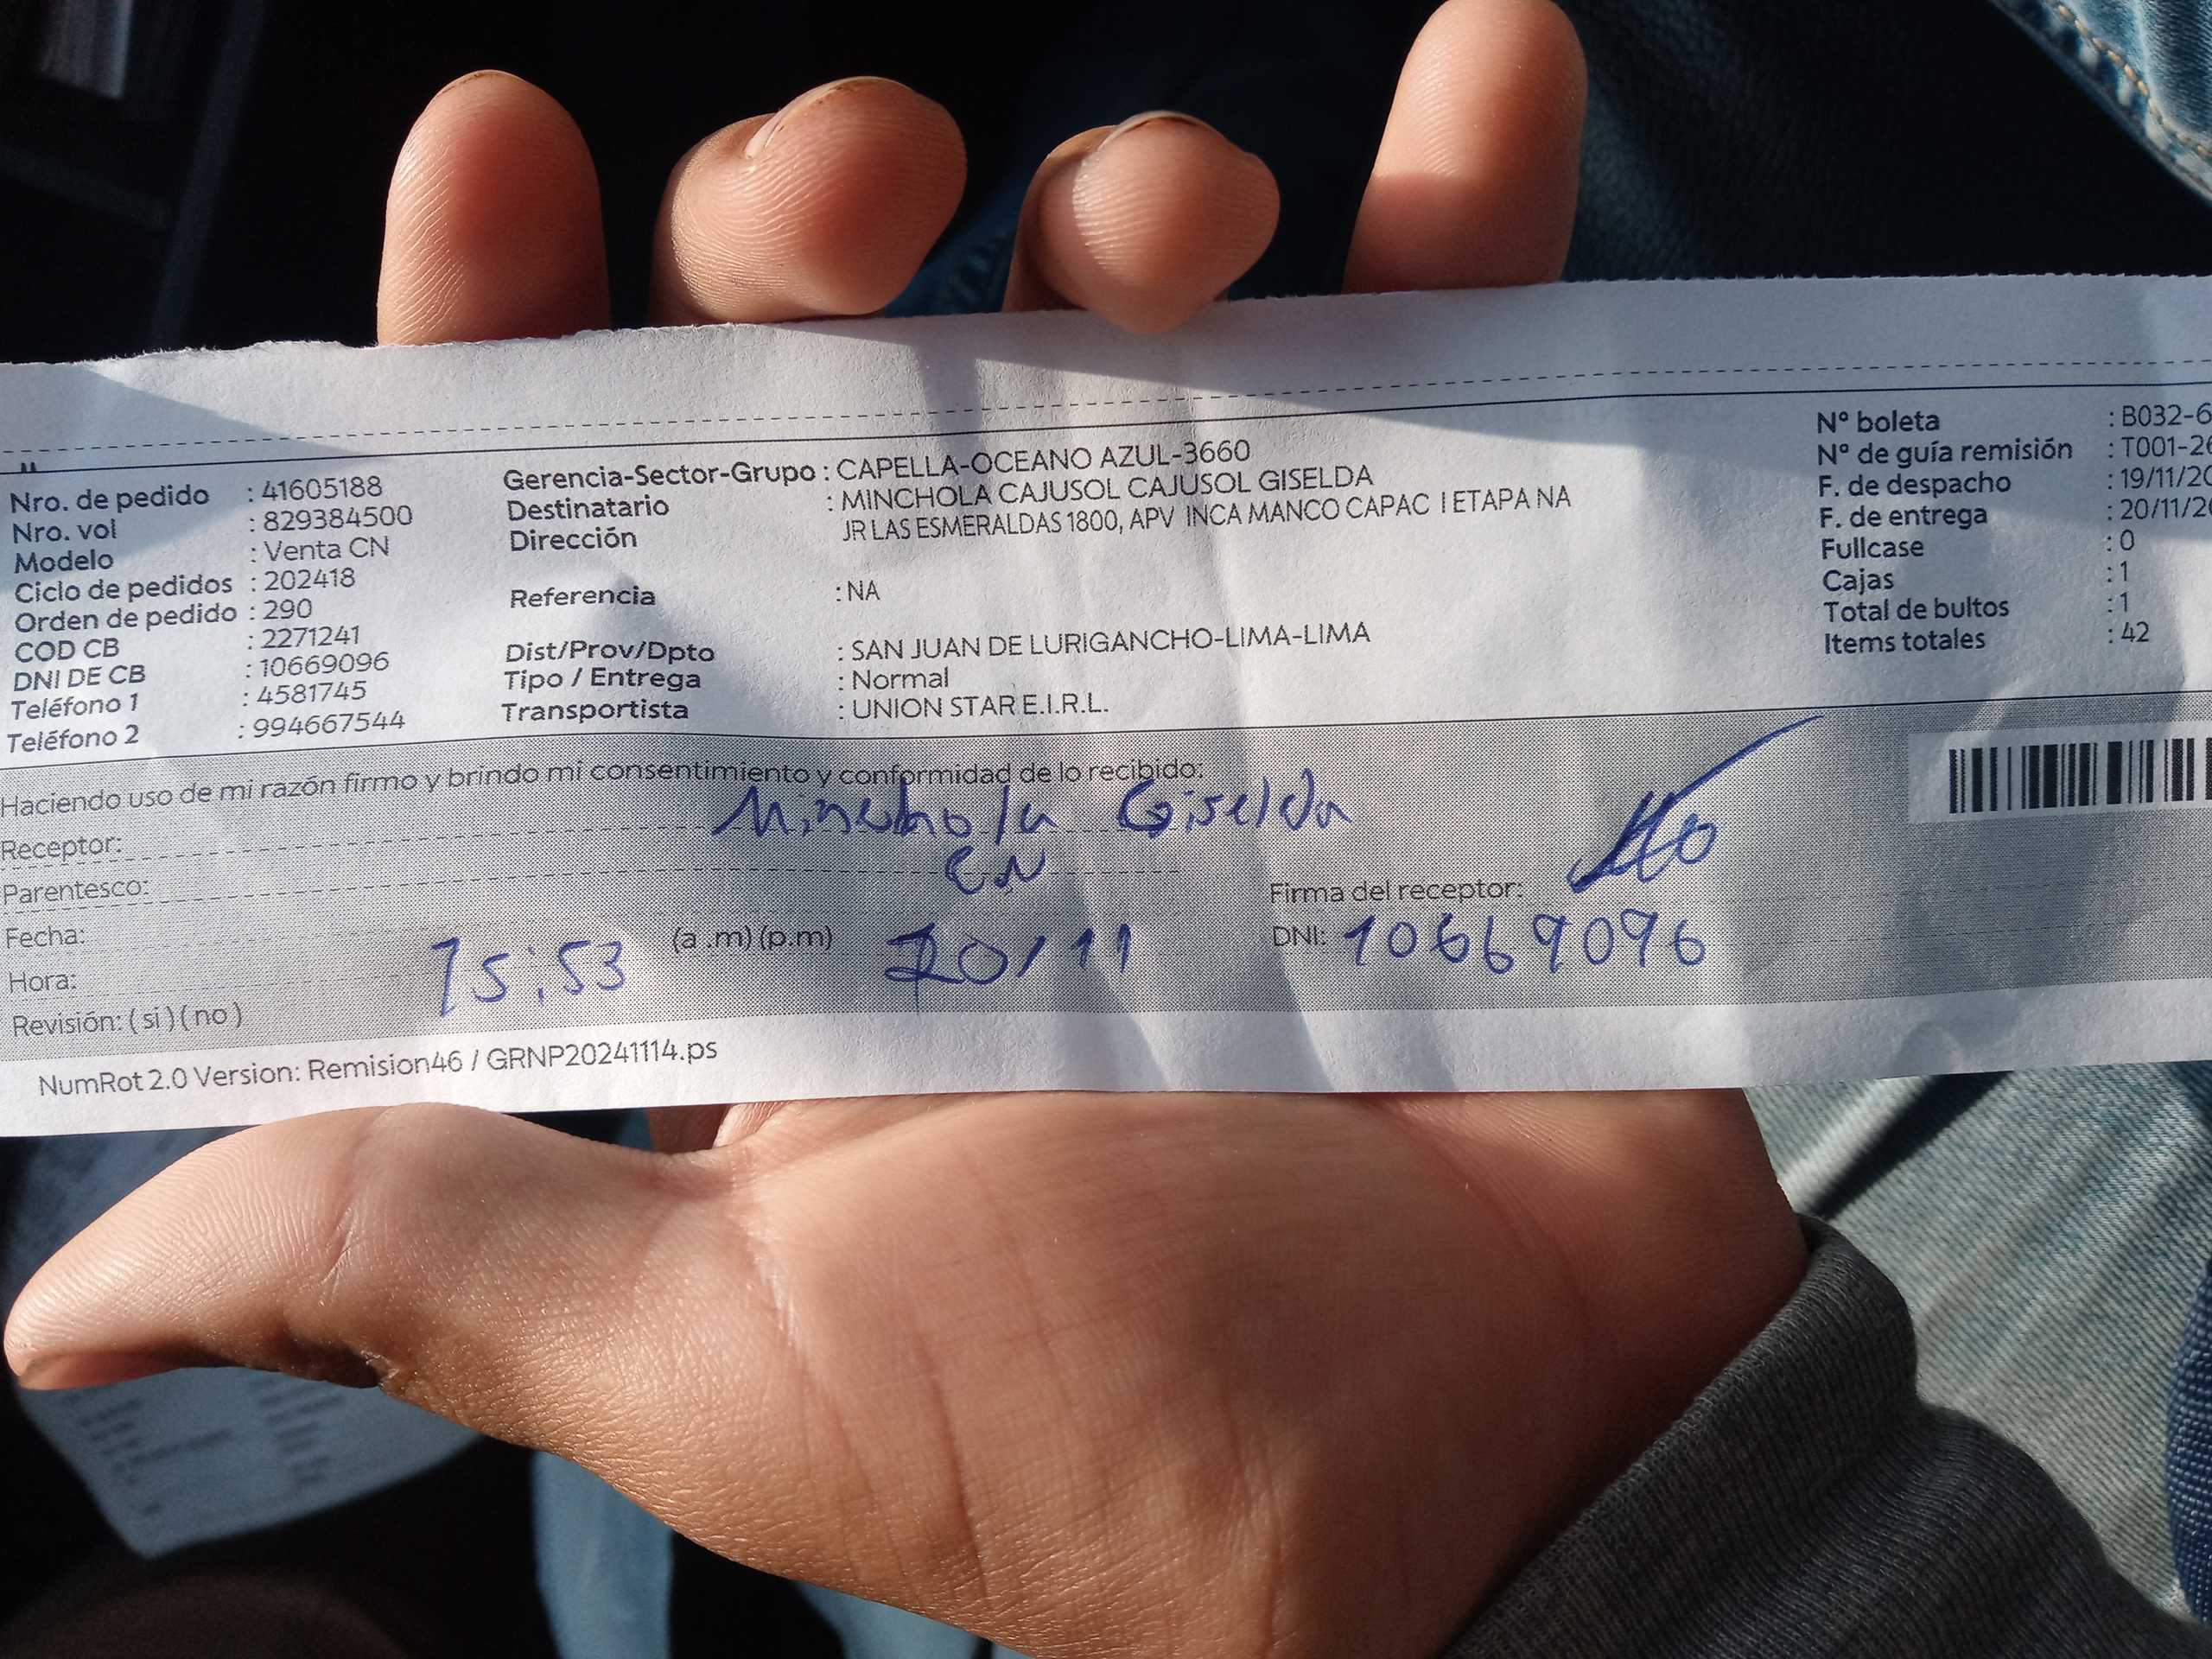 Nro. de pedido : 41605188
Nro. vol : 829384500
Modelo : Venta CN
Ciclo de pedidos : 202418
Orden de pedido : 290
COD CB : 2271241
DNI DE CB : 10669096
Teléfono 1 : 4581745
Teléfono 2 : 994667544
Gerencia-Sector-Grupo : CAPELLA-OCEANO AZUL-3660
Destinatario : MINCHOLA CAJUSOL CAJUSOL GISELDA
Dirección JR LAS ESMERALDAS 1800, APV INCA MANCO CAPAC I ETAPA NA
Referencia : NA
Dist/Prov/Dpto : SAN JUAN DE LURIGANCHO-LIMA-LIMA
Tipo / Entrega : Normal
Transportista : UNION STAR E.I.R.L.
Nº boleta : B032-6
Nº de guía remisión : T001-26
F. de despacho : 19/11/20
F. de entrega : 20/11/20
Fullcase : 0
Cajas : 1
Total de bultos : 1
Items totales : 42
Haciendo uso de mi razón firmo y brindo mi consentimiento y conformidad de lo recibido:
Receptor: Minchola Giselda
Parentesco: CN
Firma del receptor:
Fecha: 20/11
DNI: 10669096
Hora: 15:53 (a .m) (p.m)
Revisión: ( si ) ( no )
NumRot 2.0 Version: Remision46 / GRNP20241114.ps